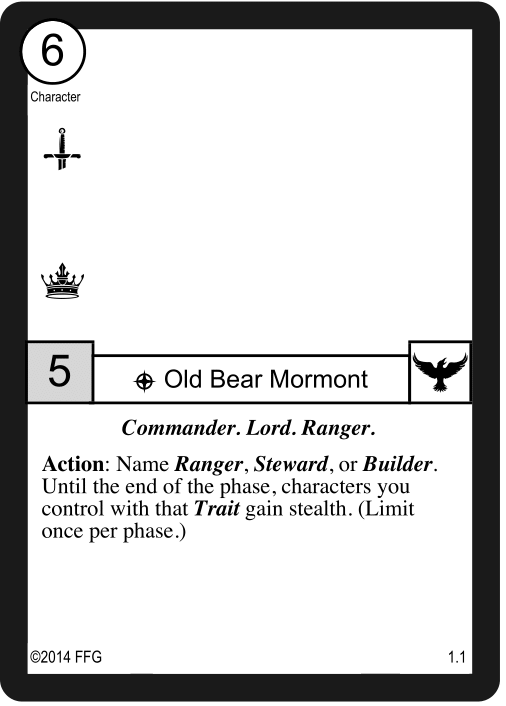 6
Character
5
Old Bear Mormont
Commander. Lord. Ranger.
Action: Name Ranger, Steward, or Builder.
Until the end of the phase, characters you
control with that Trait gain stealth. (Limit
once per phase.)
©2014 FFG
1.1